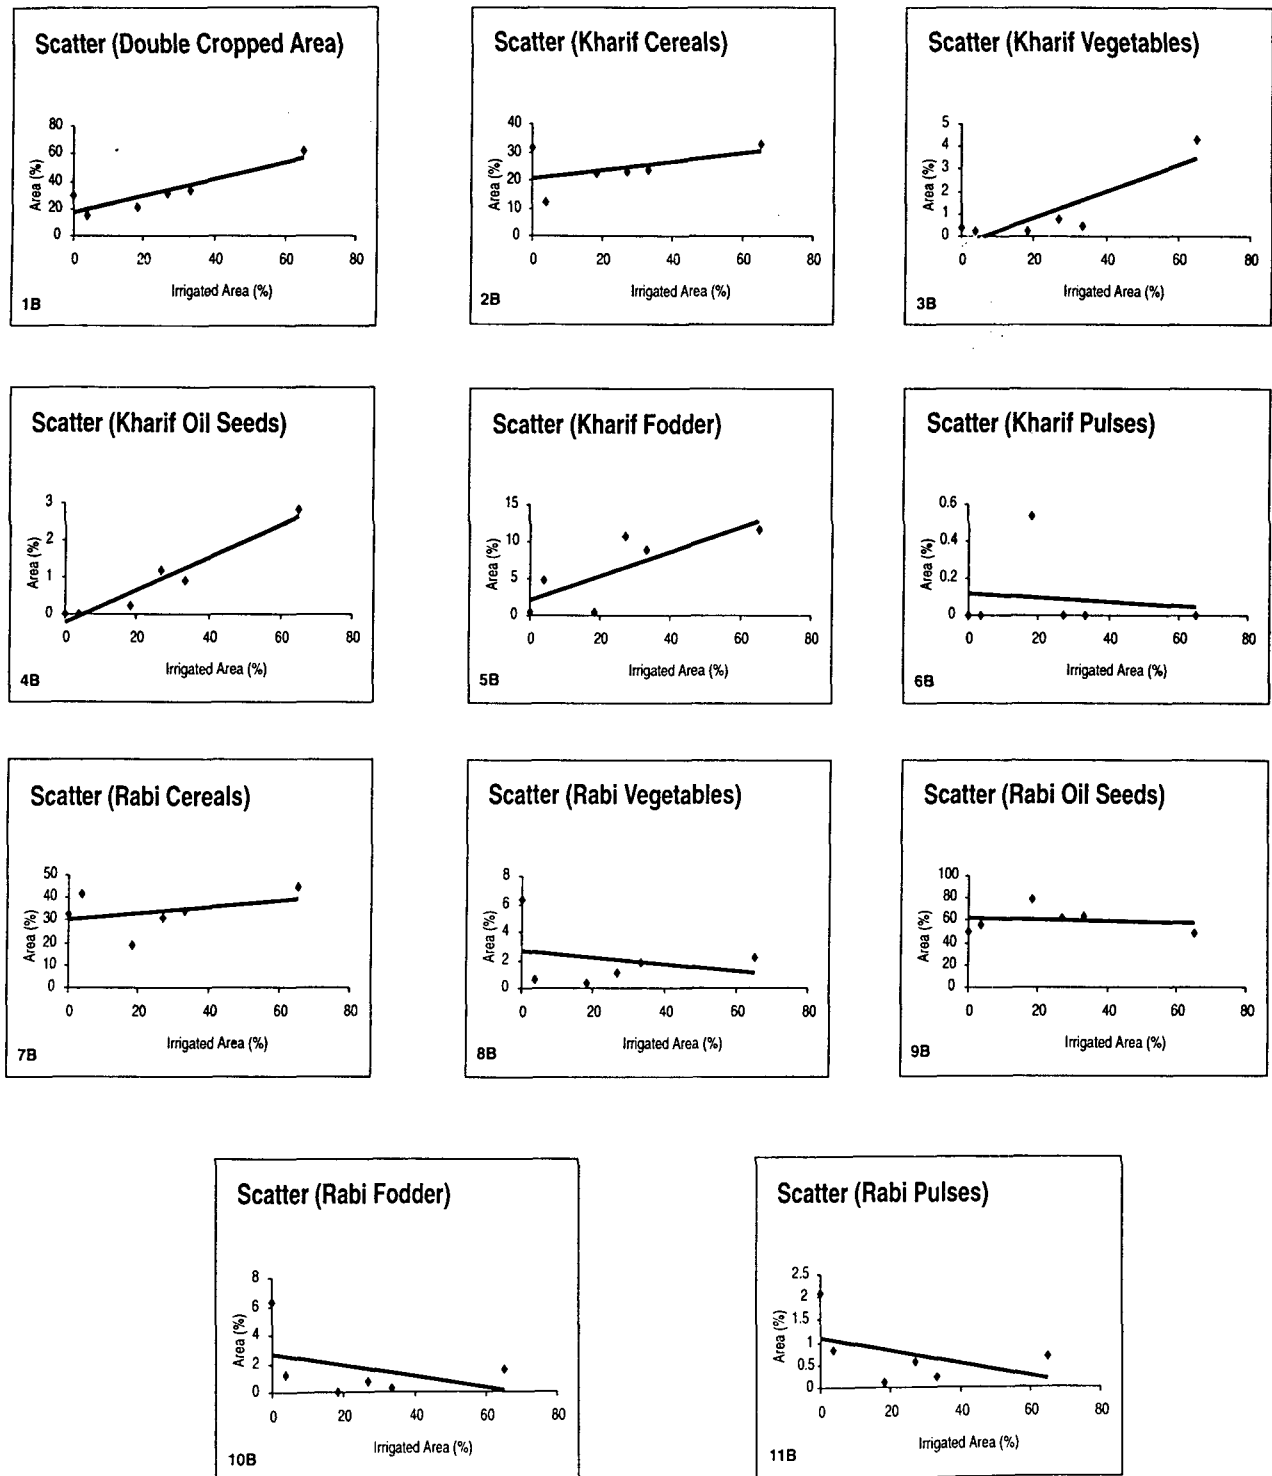 Scatter (Double Cropped Area)
80
60
40
20
0
Area (%)
0 20 40 60 80
Irrigated Area (%)
1B
Scatter (Kharif Cereals)
40
30
20
10
0
Area (%)
0 20 40 60 80
Irrigated Area (%)
2B
Scatter (Kharif Vegetables)
5
4
3
2
1
0
Area (%)
0 20 40 60 80
Irrigated Area (%)
3B
Scatter (Kharif Oil Seeds)
3
2
1
0
Area (%)
0 20 40 60 80
Irrigated Area (%)
4B
Scatter (Kharif Fodder)
15
10
5
0
Area (%)
0 20 40 60 80
Irrigated Area (%)
5B
Scatter (Kharif Pulses)
0.6
0.4
0.2
0
Area (%)
0 20 40 60 80
Irrigated Area (%)
6B
Scatter (Rabi Cereals)
50
40
30
20
10
0
Area (%)
0 20 40 60 80
Irrigated Area (%)
7B
Scatter (Rabi Vegetables)
8
6
4
2
0
Area (%)
0 20 40 60 80
Irrigated Area (%)
8B
Scatter (Rabi Oil Seeds)
100
80
60
40
20
0
Area (%)
0 20 40 60 80
Irrigated Area (%)
9B
Scatter (Rabi Fodder)
8
6
4
2
0
Area (%)
0 20 40 60 80
Irrigated Area (%)
10B
Scatter (Rabi Pulses)
2.5
2
1.5
1
0.5
0
Area (%)
0 20 40 60 80
Irrigated Area (%)
11B